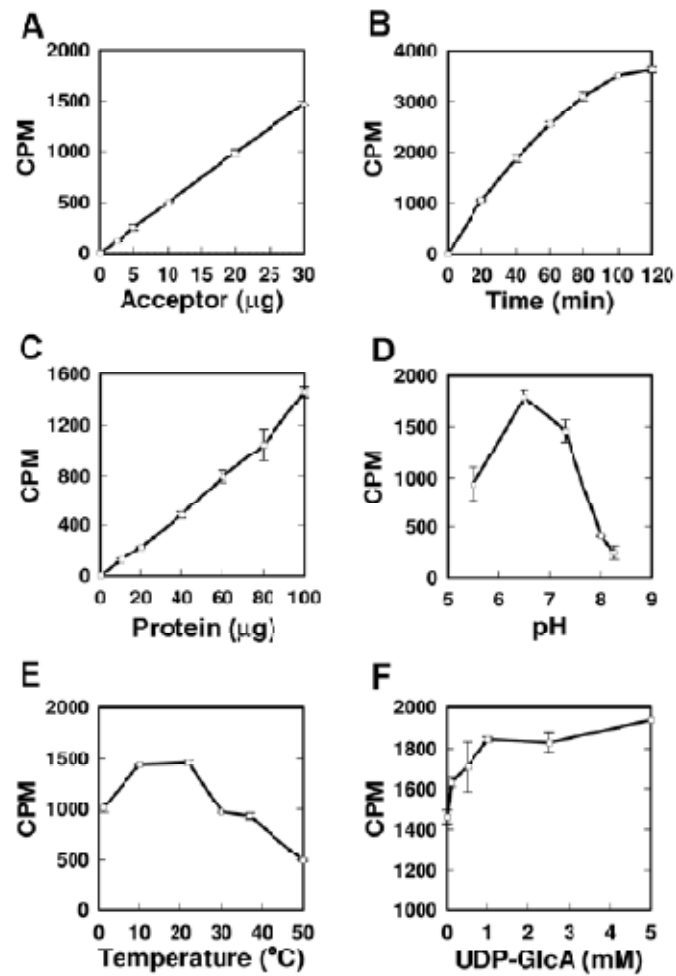 A
2000
1500
1000
500
0
CPM
0 5 10 15 20 25 30
Acceptor (µg)
B
4000
3000
2000
1000
0
CPM
0 20 40 60 80 100 120
Time (min)
C
1600
1200
800
400
0
CPM
0 20 40 60 80 100
Protein (µg)
D
2000
1500
1000
500
0
CPM
5 6 7 8 9
pH
E
2000
1500
1000
500
0
CPM
0 10 20 30 40 50
Temperature (°C)
F
2000
1800
1600
1400
1200
1000
CPM
0 1 2 3 4 5
UDP-GlcA (mM)